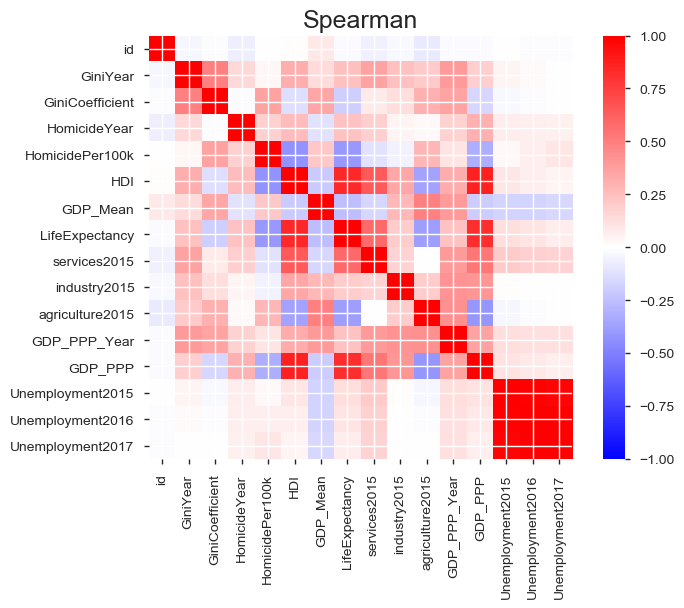 Spearman
id
GiniYear
GiniCoefficient
HomicideYear
HomicidePer100k
HDI
GDP_Mean
LifeExpectancy
services2015
industry2015
agriculture2015
GDP_PPP_Year
GDP_PPP
Unemployment2015
Unemployment2016
Unemployment2017
id
GiniYear
GiniCoefficient
HomicideYear
HomicidePer100k
HDI
GDP_Mean
LifeExpectancy
services2015
industry2015
agriculture2015
GDP_PPP_Year
GDP_PPP
Unemployment2015
Unemployment2016
Unemployment2017
1.00
0.75
0.50
0.25
0.00
−0.25
−0.50
−0.75
−1.00